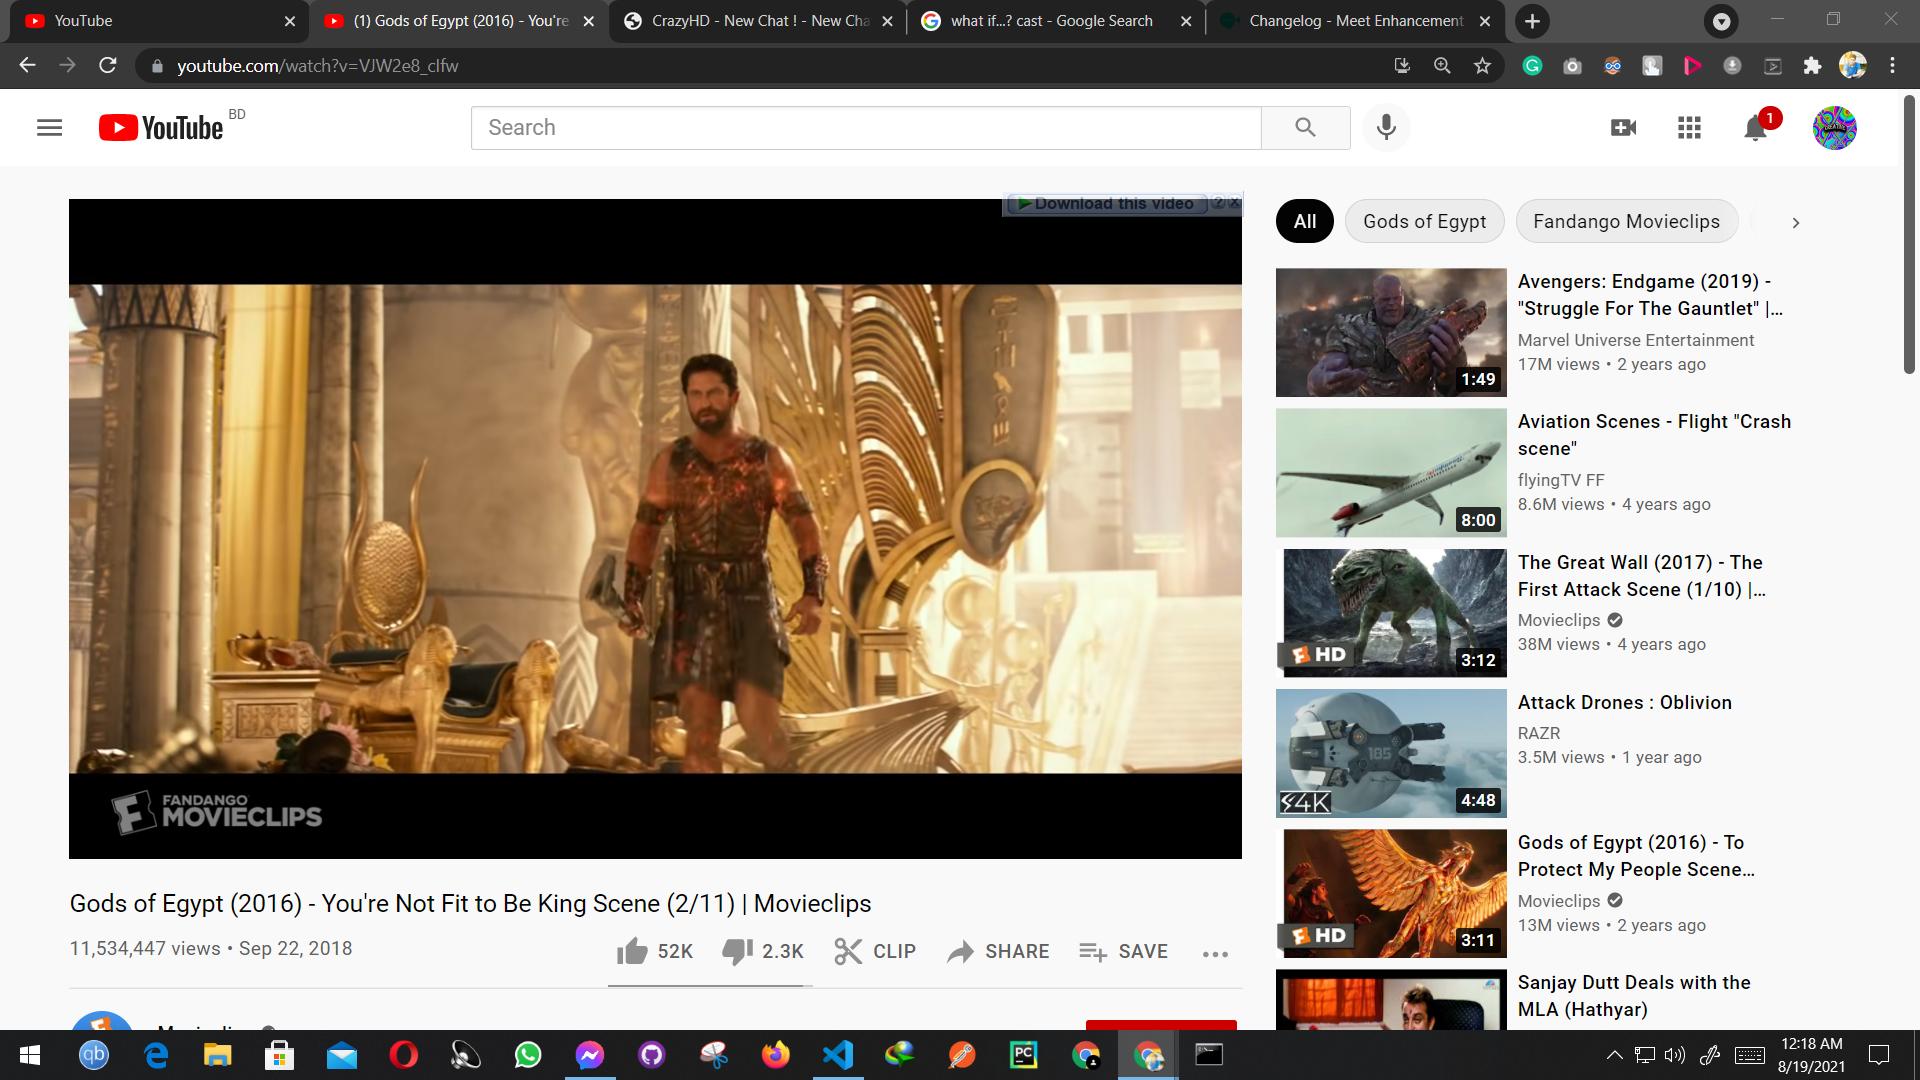 YouTube
(1) Gods of Egypt (2016) - You're
CrazyHD - New Chat ! - New Cha
what if...? cast - Google Search
Changelog - Meet Enhancement
youtube.com/watch?v=VJW2e8_clfw
YouTube BD
Search
1
Download this video
All
Gods of Egypt
Fandango Movieclips
FANDANGO
MOVIECLIPS
Gods of Egypt (2016) - You're Not Fit to Be King Scene (2/11) | Movieclips
11,534,447 views • Sep 22, 2018
52K
2.3K
CLIP
SHARE
SAVE
Avengers: Endgame (2019) -
"Struggle For The Gauntlet" |...
Marvel Universe Entertainment
17M views • 2 years ago
1:49
Aviation Scenes - Flight "Crash
scene"
flyingTV FF
8.6M views • 4 years ago
8:00
The Great Wall (2017) - The
First Attack Scene (1/10) |...
Movieclips
38M views • 4 years ago
HD
3:12
Attack Drones : Oblivion
RAZR
3.5M views • 1 year ago
185
4K
4:48
Gods of Egypt (2016) - To
Protect My People Scene...
Movieclips
13M views • 2 years ago
HD
3:11
Sanjay Dutt Deals with the
MLA (Hathyar)
qb
PC
12:18 AM
8/19/2021